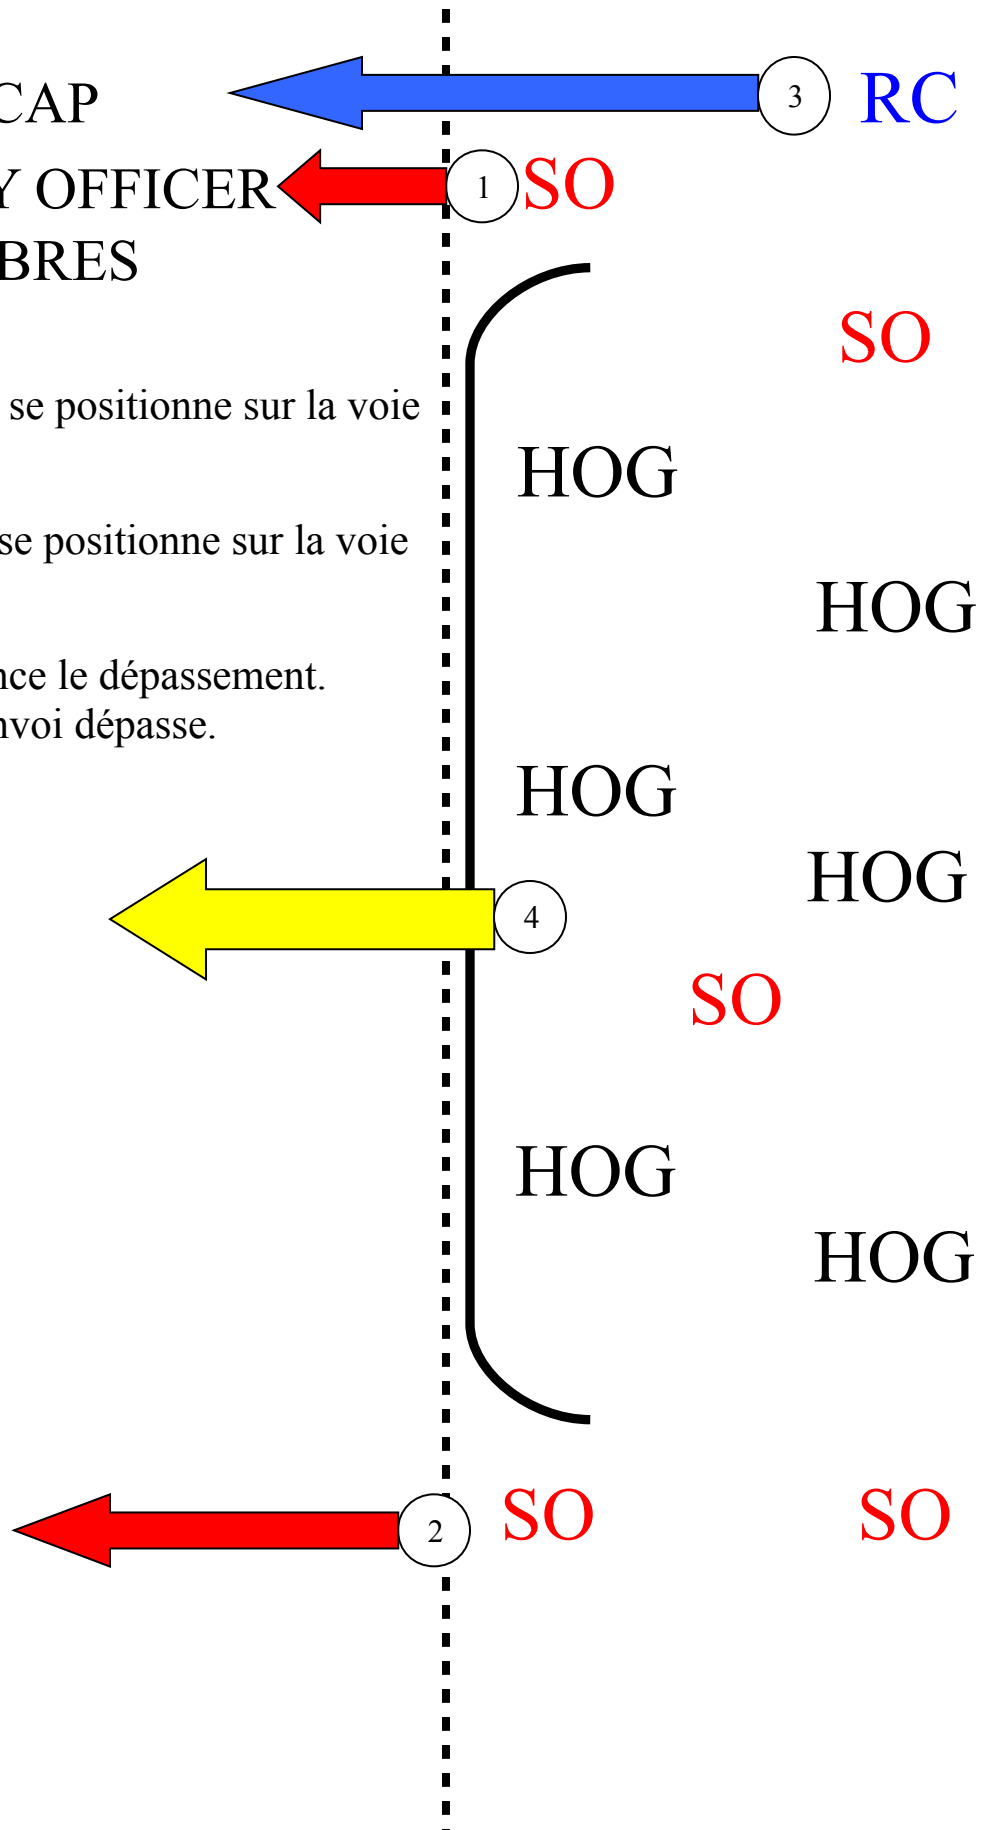 3 RC
CAP
Y OFFICER 1 SO
BRES
SO
se positionne sur la voie
HOG
se positionne sur la voie
HOG
nce le dépassement.
nvoi dépasse.
HOG
HOG
4
SO
HOG
HOG
2 SO SO